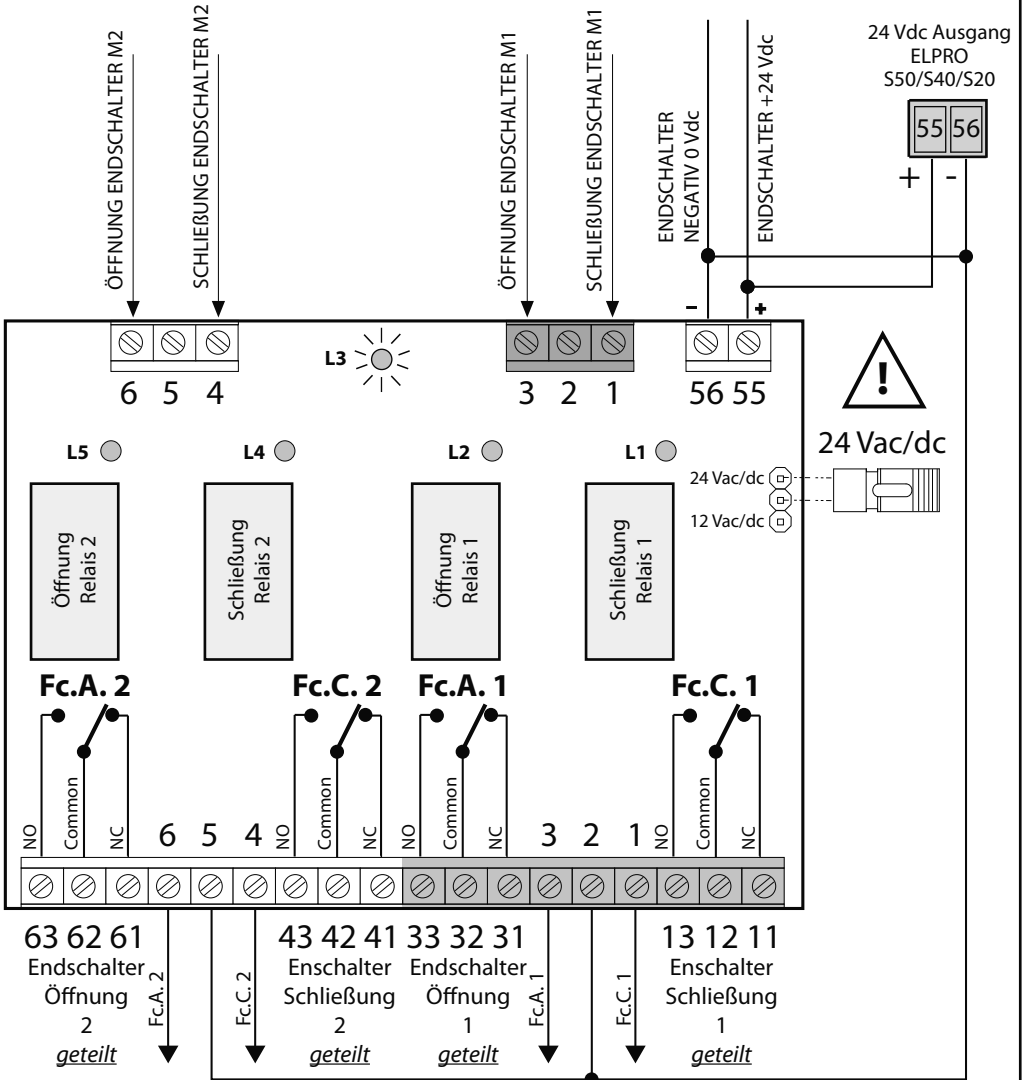 ÖFFNUNG ENDSCHALTER M2
SCHLIEßUNG ENDSCHALTER M2
ÖFFNUNG ENDSCHALTER M1
SCHLIEßUNG ENDSCHALTER M1
ENDSCHALTER
NEGATIV 0 Vdc
ENDSCHALTER +24 Vdc
24 Vdc Ausgang
ELPRO
S50/S40/S20
55 56
+ -
- +
L3
6 5 4
3 2 1
56 55
!
24 Vac/dc
L5
L4
L2
L1
24 Vac/dc
12 Vac/dc
Öffnung
Relais 2
Schließung
Relais 2
Öffnung
Relais 1
Schließung
Relais 1
Fc.A. 2
Fc.C. 2
Fc.A. 1
Fc.C. 1
NO
Common
NC
6 5 4
NO
Common
NC
NO
Common
NC
3 2 1
NO
Common
NC
63 62 61
Endschalter
Öffnung
2
geteilt
Fc.A. 2
Fc.C. 2
43 42 41
Enschalter
Schließung
2
geteilt
33 32 31
Endschalter
Öffnung
1
geteilt
Fc.A. 1
Fc.C. 1
13 12 11
Enschalter
Schließung
1
geteilt